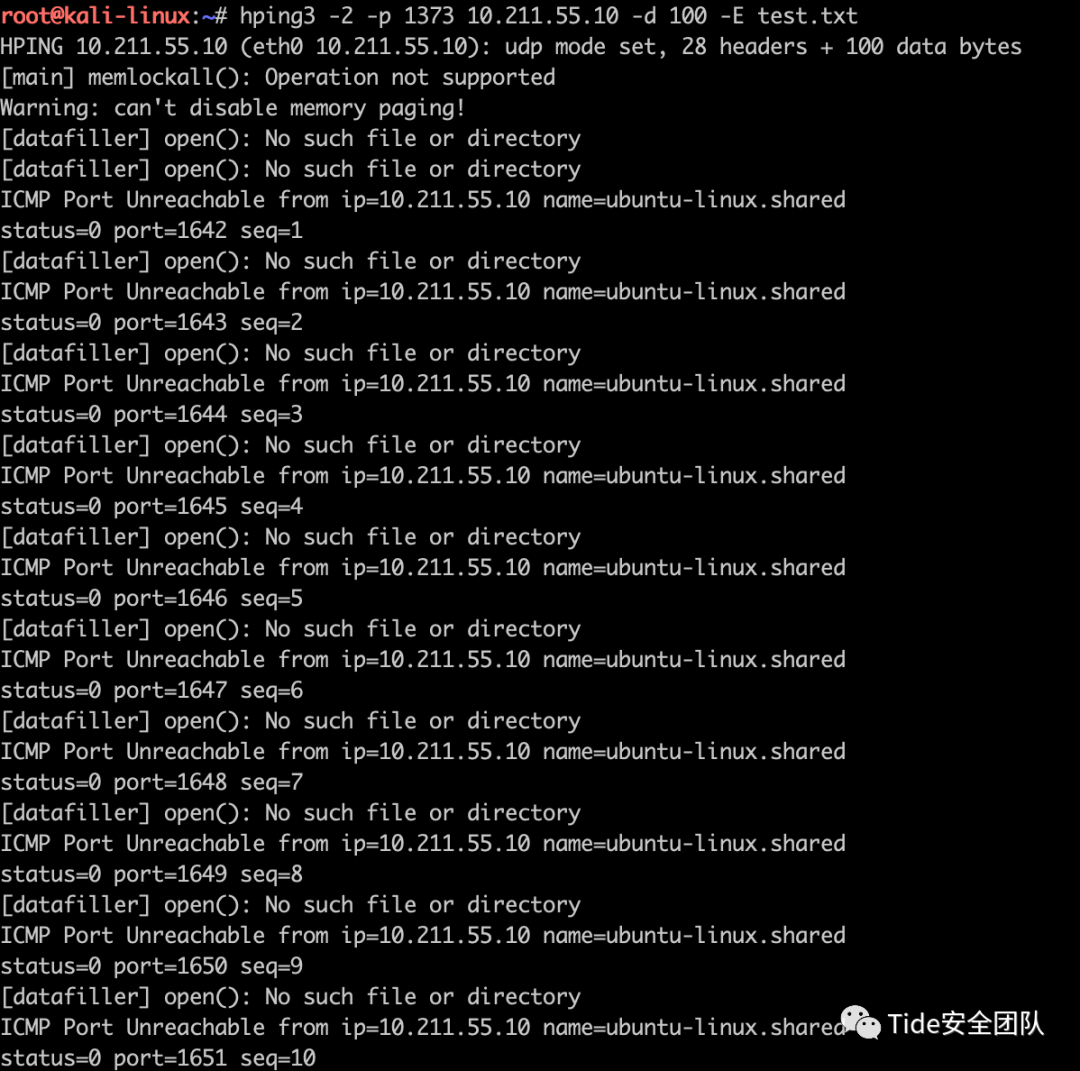 root@kali-linux:~# hping3 -2 -p 1373 10.211.55.10 -d 100 -E test.txt
HPING 10.211.55.10 (eth0 10.211.55.10): udp mode set, 28 headers + 100 data bytes
[main] memlockall(): Operation not supported
Warning: can't disable memory paging!
[datafiller] open(): No such file or directory
[datafiller] open(): No such file or directory
ICMP Port Unreachable from ip=10.211.55.10 name=ubuntu-linux.shared
status=0 port=1642 seq=1
[datafiller] open(): No such file or directory
ICMP Port Unreachable from ip=10.211.55.10 name=ubuntu-linux.shared
status=0 port=1643 seq=2
[datafiller] open(): No such file or directory
ICMP Port Unreachable from ip=10.211.55.10 name=ubuntu-linux.shared
status=0 port=1644 seq=3
[datafiller] open(): No such file or directory
ICMP Port Unreachable from ip=10.211.55.10 name=ubuntu-linux.shared
status=0 port=1645 seq=4
[datafiller] open(): No such file or directory
ICMP Port Unreachable from ip=10.211.55.10 name=ubuntu-linux.shared
status=0 port=1646 seq=5
[datafiller] open(): No such file or directory
ICMP Port Unreachable from ip=10.211.55.10 name=ubuntu-linux.shared
status=0 port=1647 seq=6
[datafiller] open(): No such file or directory
ICMP Port Unreachable from ip=10.211.55.10 name=ubuntu-linux.shared
status=0 port=1648 seq=7
[datafiller] open(): No such file or directory
ICMP Port Unreachable from ip=10.211.55.10 name=ubuntu-linux.shared
status=0 port=1649 seq=8
[datafiller] open(): No such file or directory
ICMP Port Unreachable from ip=10.211.55.10 name=ubuntu-linux.shared
status=0 port=1650 seq=9
[datafiller] open(): No such file or directory
ICMP Port Unreachable from ip=10.211.55.10 name=ubuntu-linux.shared
Tide安全团队
status=0 port=1651 seq=10